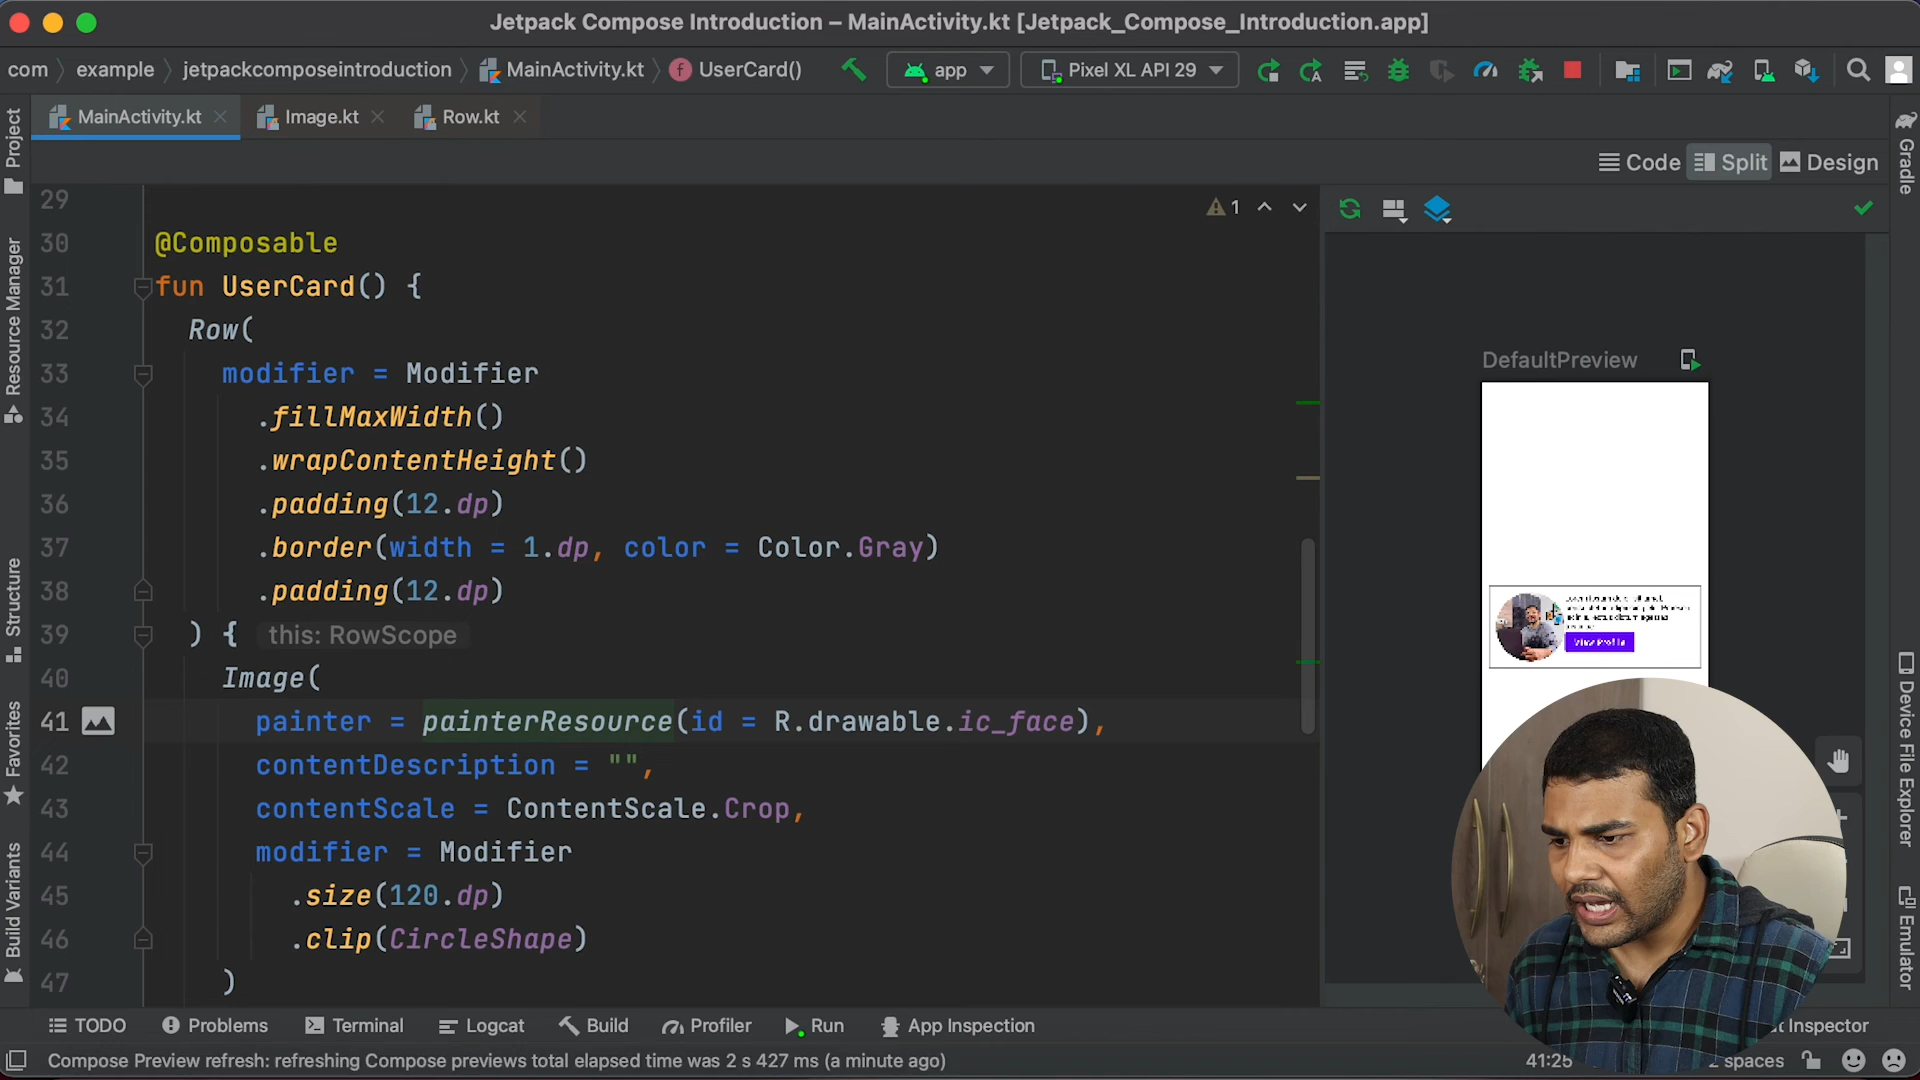 Jetpack Compose Introduction – MainActivity.kt [Jetpack_Compose_Introduction.app]
com example jetpackcomposeintroduction MainActivity.kt UserCard() app Pixel XL API 29
MainActivity.kt Image.kt Row.kt
Code Split Design
Project
Resource Manager
Structure
Favorites
Build Variants
Gradle
Device File Explorer
Emulator
1
29
30 @Composable
31 fun UserCard() {
32 Row(
33 modifier = Modifier
34 .fillMaxWidth()
35 .wrapContentHeight()
36 .padding(12.dp)
37 .border(width = 1.dp, color = Color.Gray)
38 .padding(12.dp)
39 ) { this: RowScope
40 Image(
41 painter = painterResource(id = R.drawable.ic_face),
42 contentDescription = "",
43 contentScale = ContentScale.Crop,
44 modifier = Modifier
45 .size(120.dp)
46 .clip(CircleShape)
47 )
DefaultPreview
View Profile
TODO Problems Terminal Logcat Build Profiler Run App Inspection Inspector
Compose Preview refresh: refreshing Compose previews total elapsed time was 2 s 427 ms (a minute ago) 41:25 2 spaces